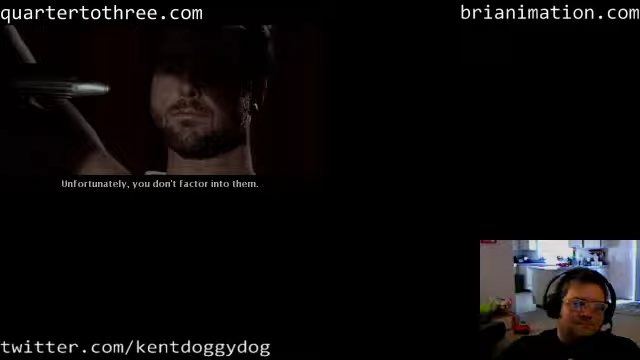 quartertothree.com
brianimation.com
Unfortunately, you don't factor into them.
twitter.com/kentdoggydog